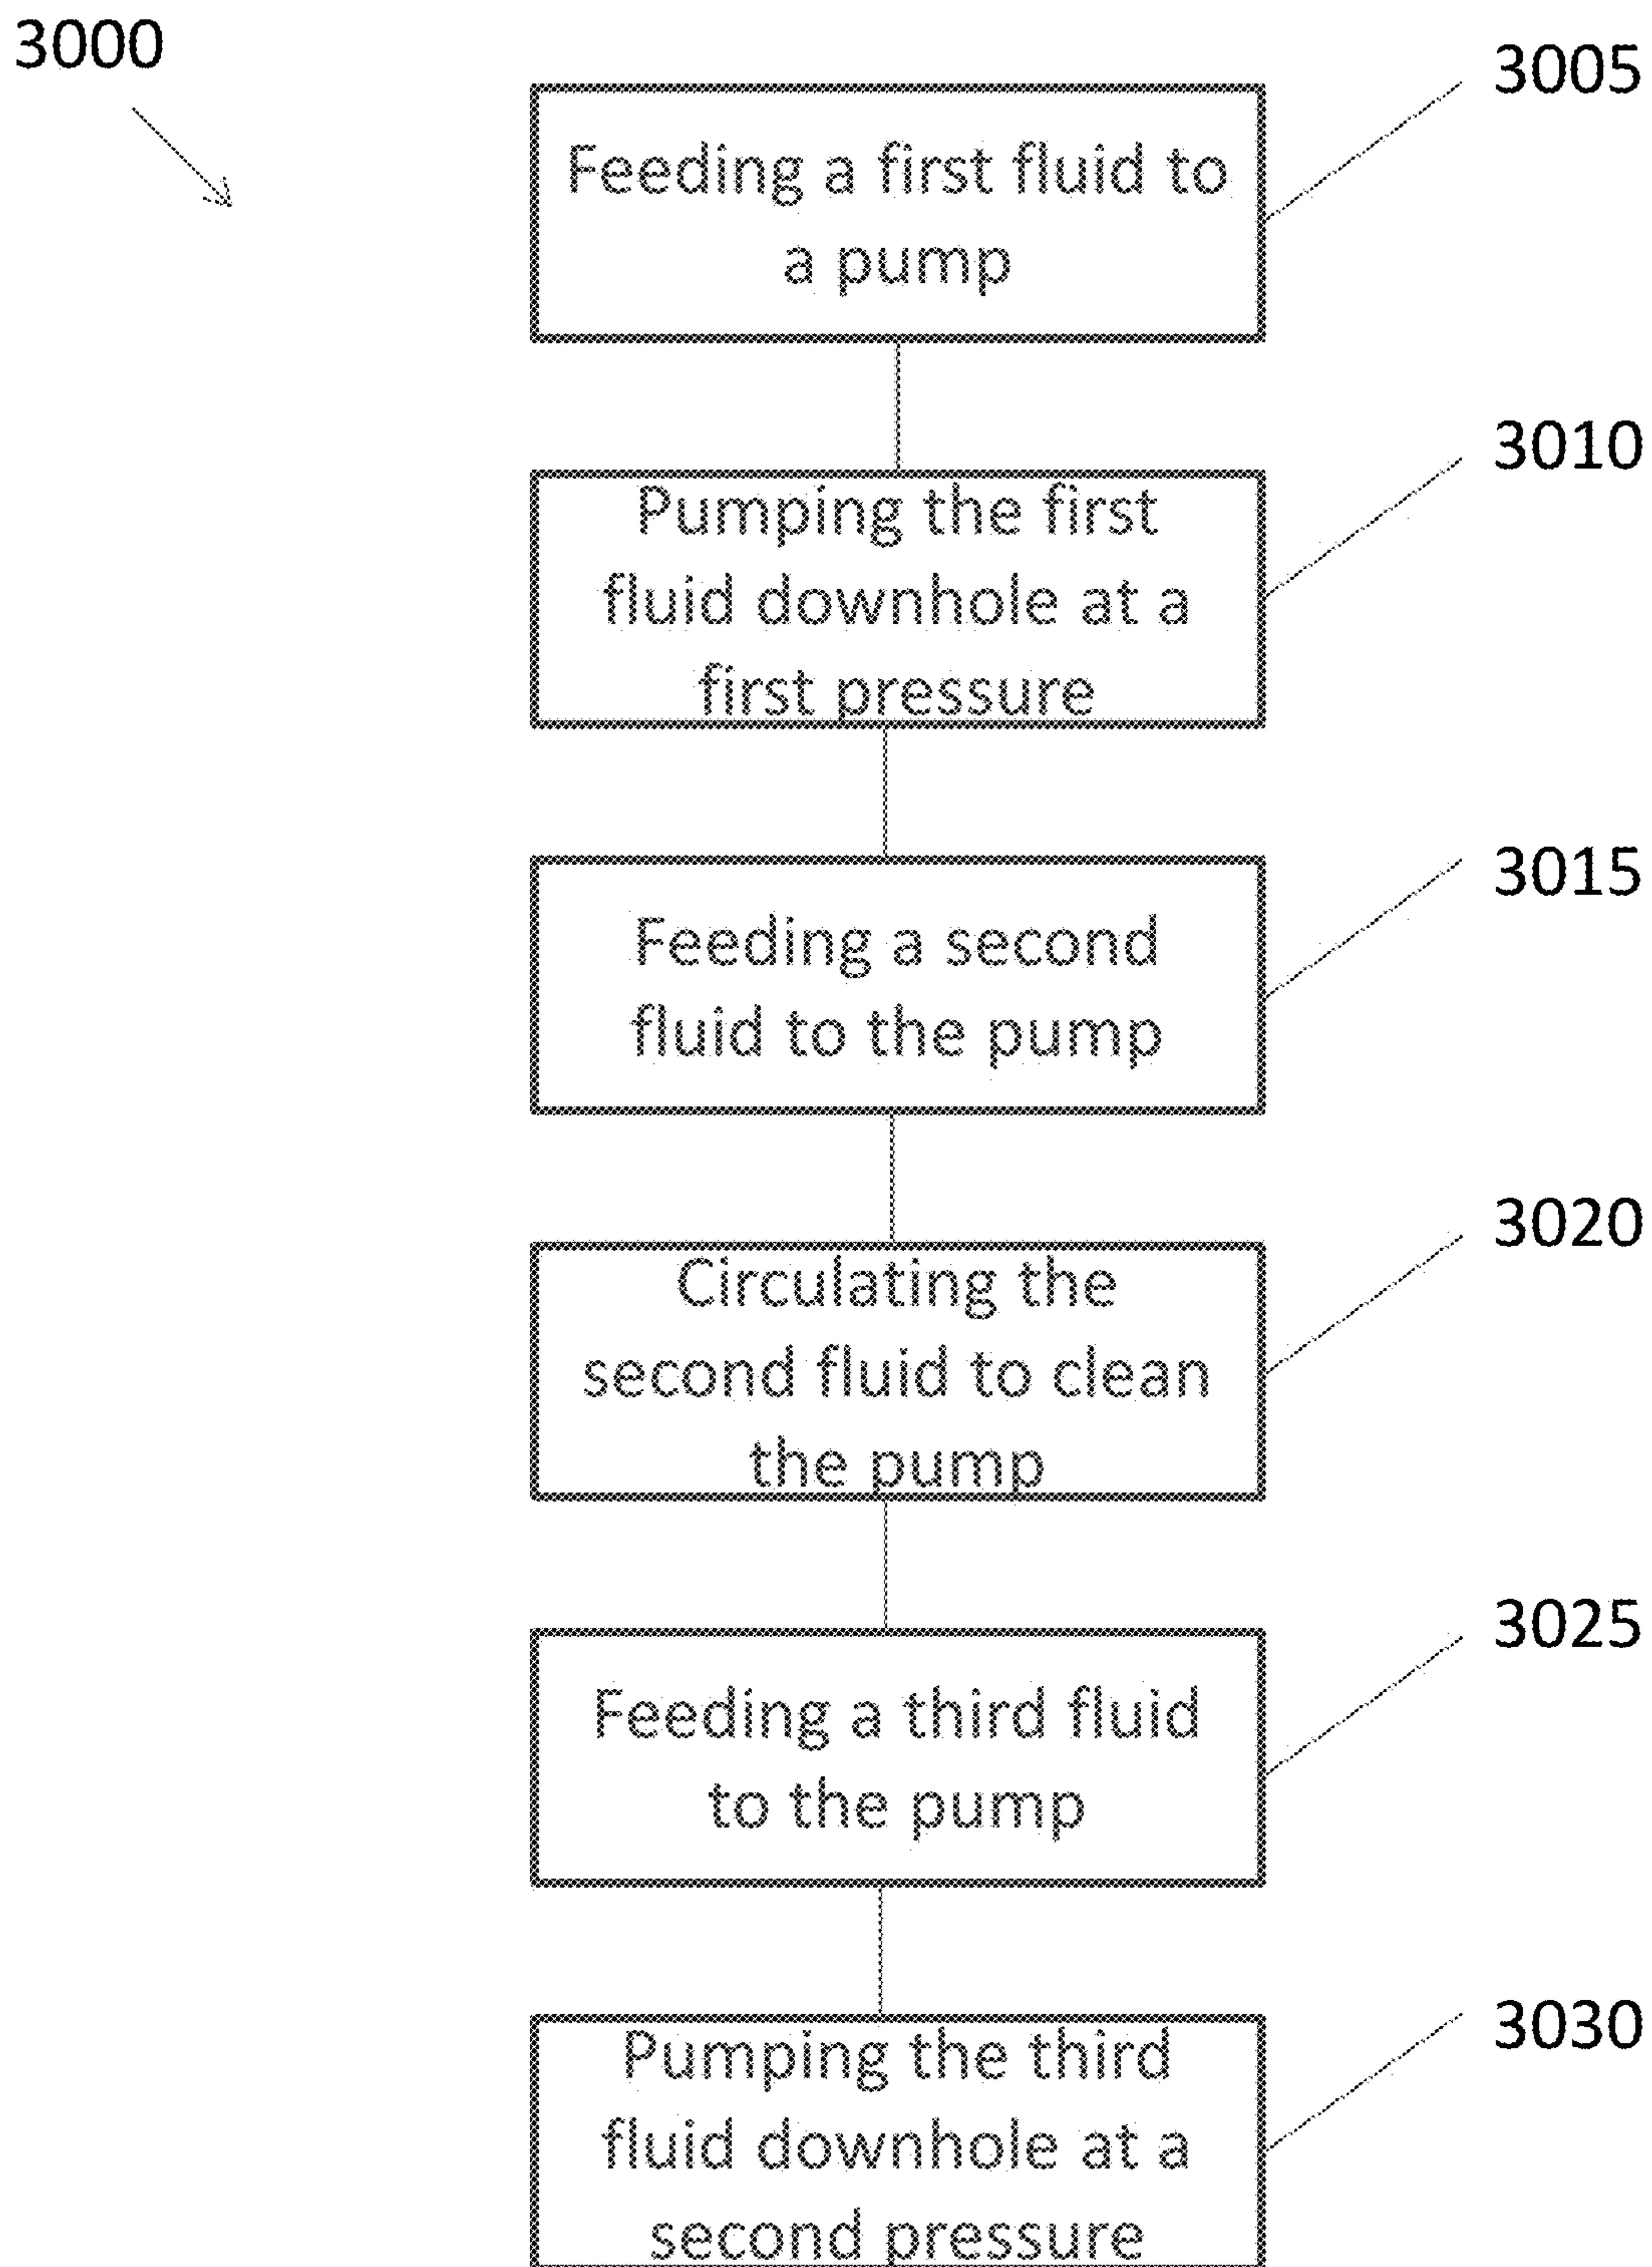 3000
3005
Feeding a first fluid to
a pump
3010
Pumping the first
fluid downhole at a
first pressure
3015
Feeding a second
fluid to the pump
3020
Circulating the
second fluid to clean
the pump
3025
Feeding a third fluid
to the pump
3030
Pumping the third
fluid downhole at a
second pressure